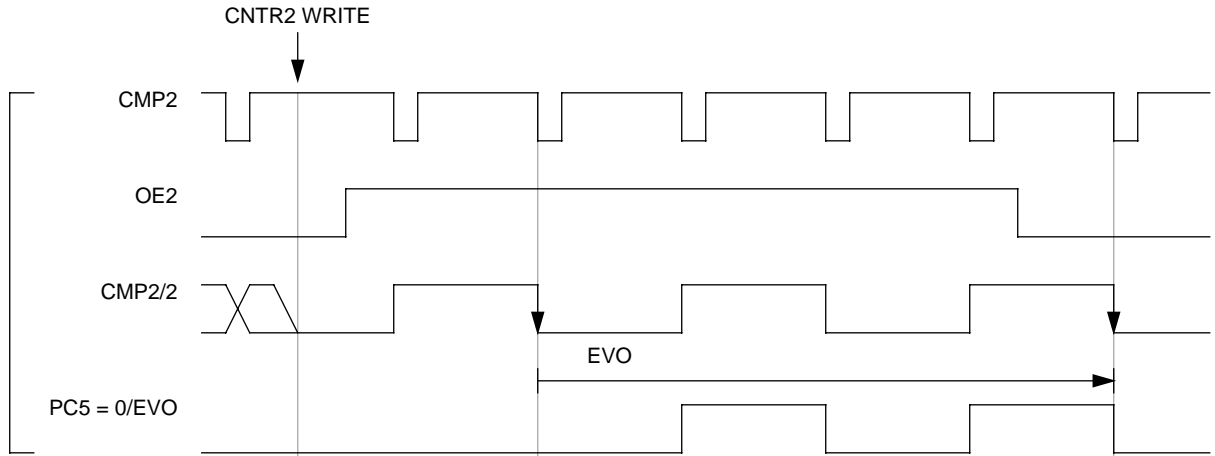 CNTR2 WRITE
CMP2
OE2
CMP2/2
EVO
PC5 = 0/EVO